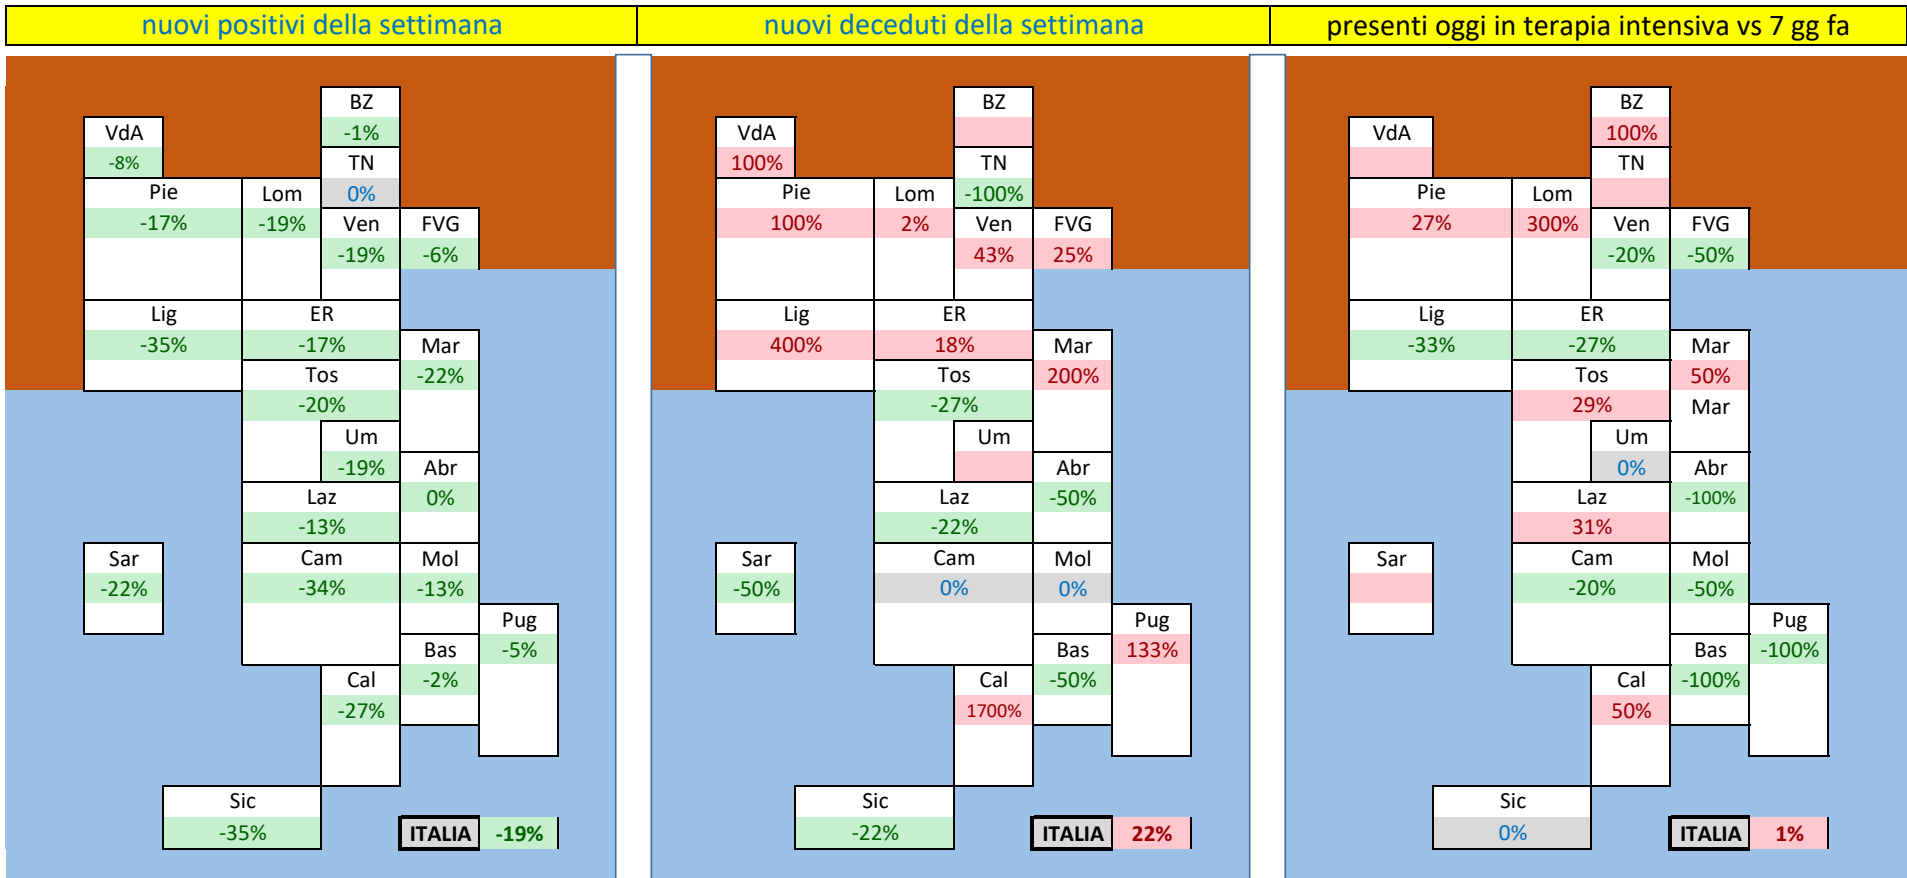 nuovi positivi della settimana
nuovi deceduti della settimana
presenti oggi in terapia intensiva vs 7 gg fa
BZ
VdA
-1%
-8%
TN
Pie
Lom
0%
-17%
-19%
Ven
FVG
-19%
-6%
Lig
ER
-35%
-17%
Mar
Tos
-22%
-20%
Um
-19%
Abr
Laz
0%
-13%
Sar
Cam
Mol
-22%
-34%
-13%
Pug
Bas
-5%
Cal
-2%
-27%
Sic
-35%
ITALIA
-19%
BZ
VdA
100%
TN
Pie
Lom
-100%
100%
2%
Ven
FVG
43%
25%
Lig
ER
400%
18%
Mar
Tos
200%
-27%
Um
Abr
Laz
-50%
-22%
Sar
Cam
Mol
-50%
0%
0%
Pug
Bas
133%
Cal
-50%
1700%
Sic
-22%
ITALIA
22%
BZ
VdA
100%
TN
Pie
Lom
27%
300%
Ven
FVG
-20%
-50%
Lig
ER
-33%
-27%
Mar
Tos
50%
29%
Mar
Um
0%
Abr
Laz
-100%
31%
Sar
Cam
Mol
-20%
-50%
Pug
Bas
-100%
Cal
-100%
50%
Sic
0%
ITALIA
1%